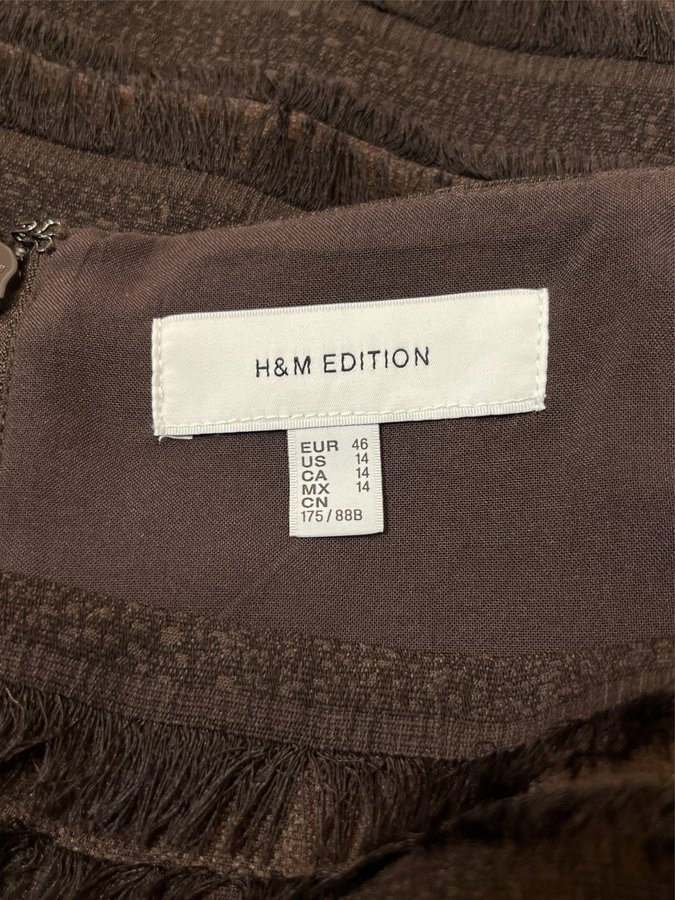 H&M EDITION
EUR 46
US 14
CA 14
MX 14
CN
175/88B